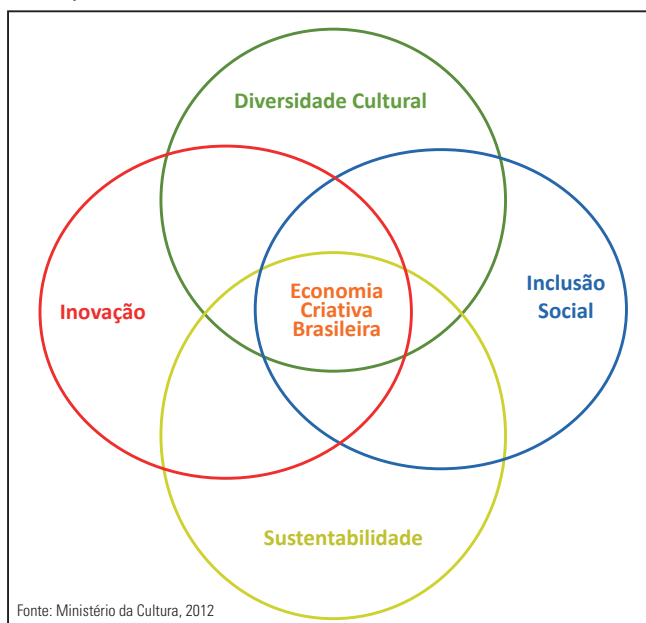 Diversidade Cultural
Inovação
Economia
Criativa
Brasileira
Inclusão
Social
Sustentabilidade
Fonte: Ministério da Cultura, 2012